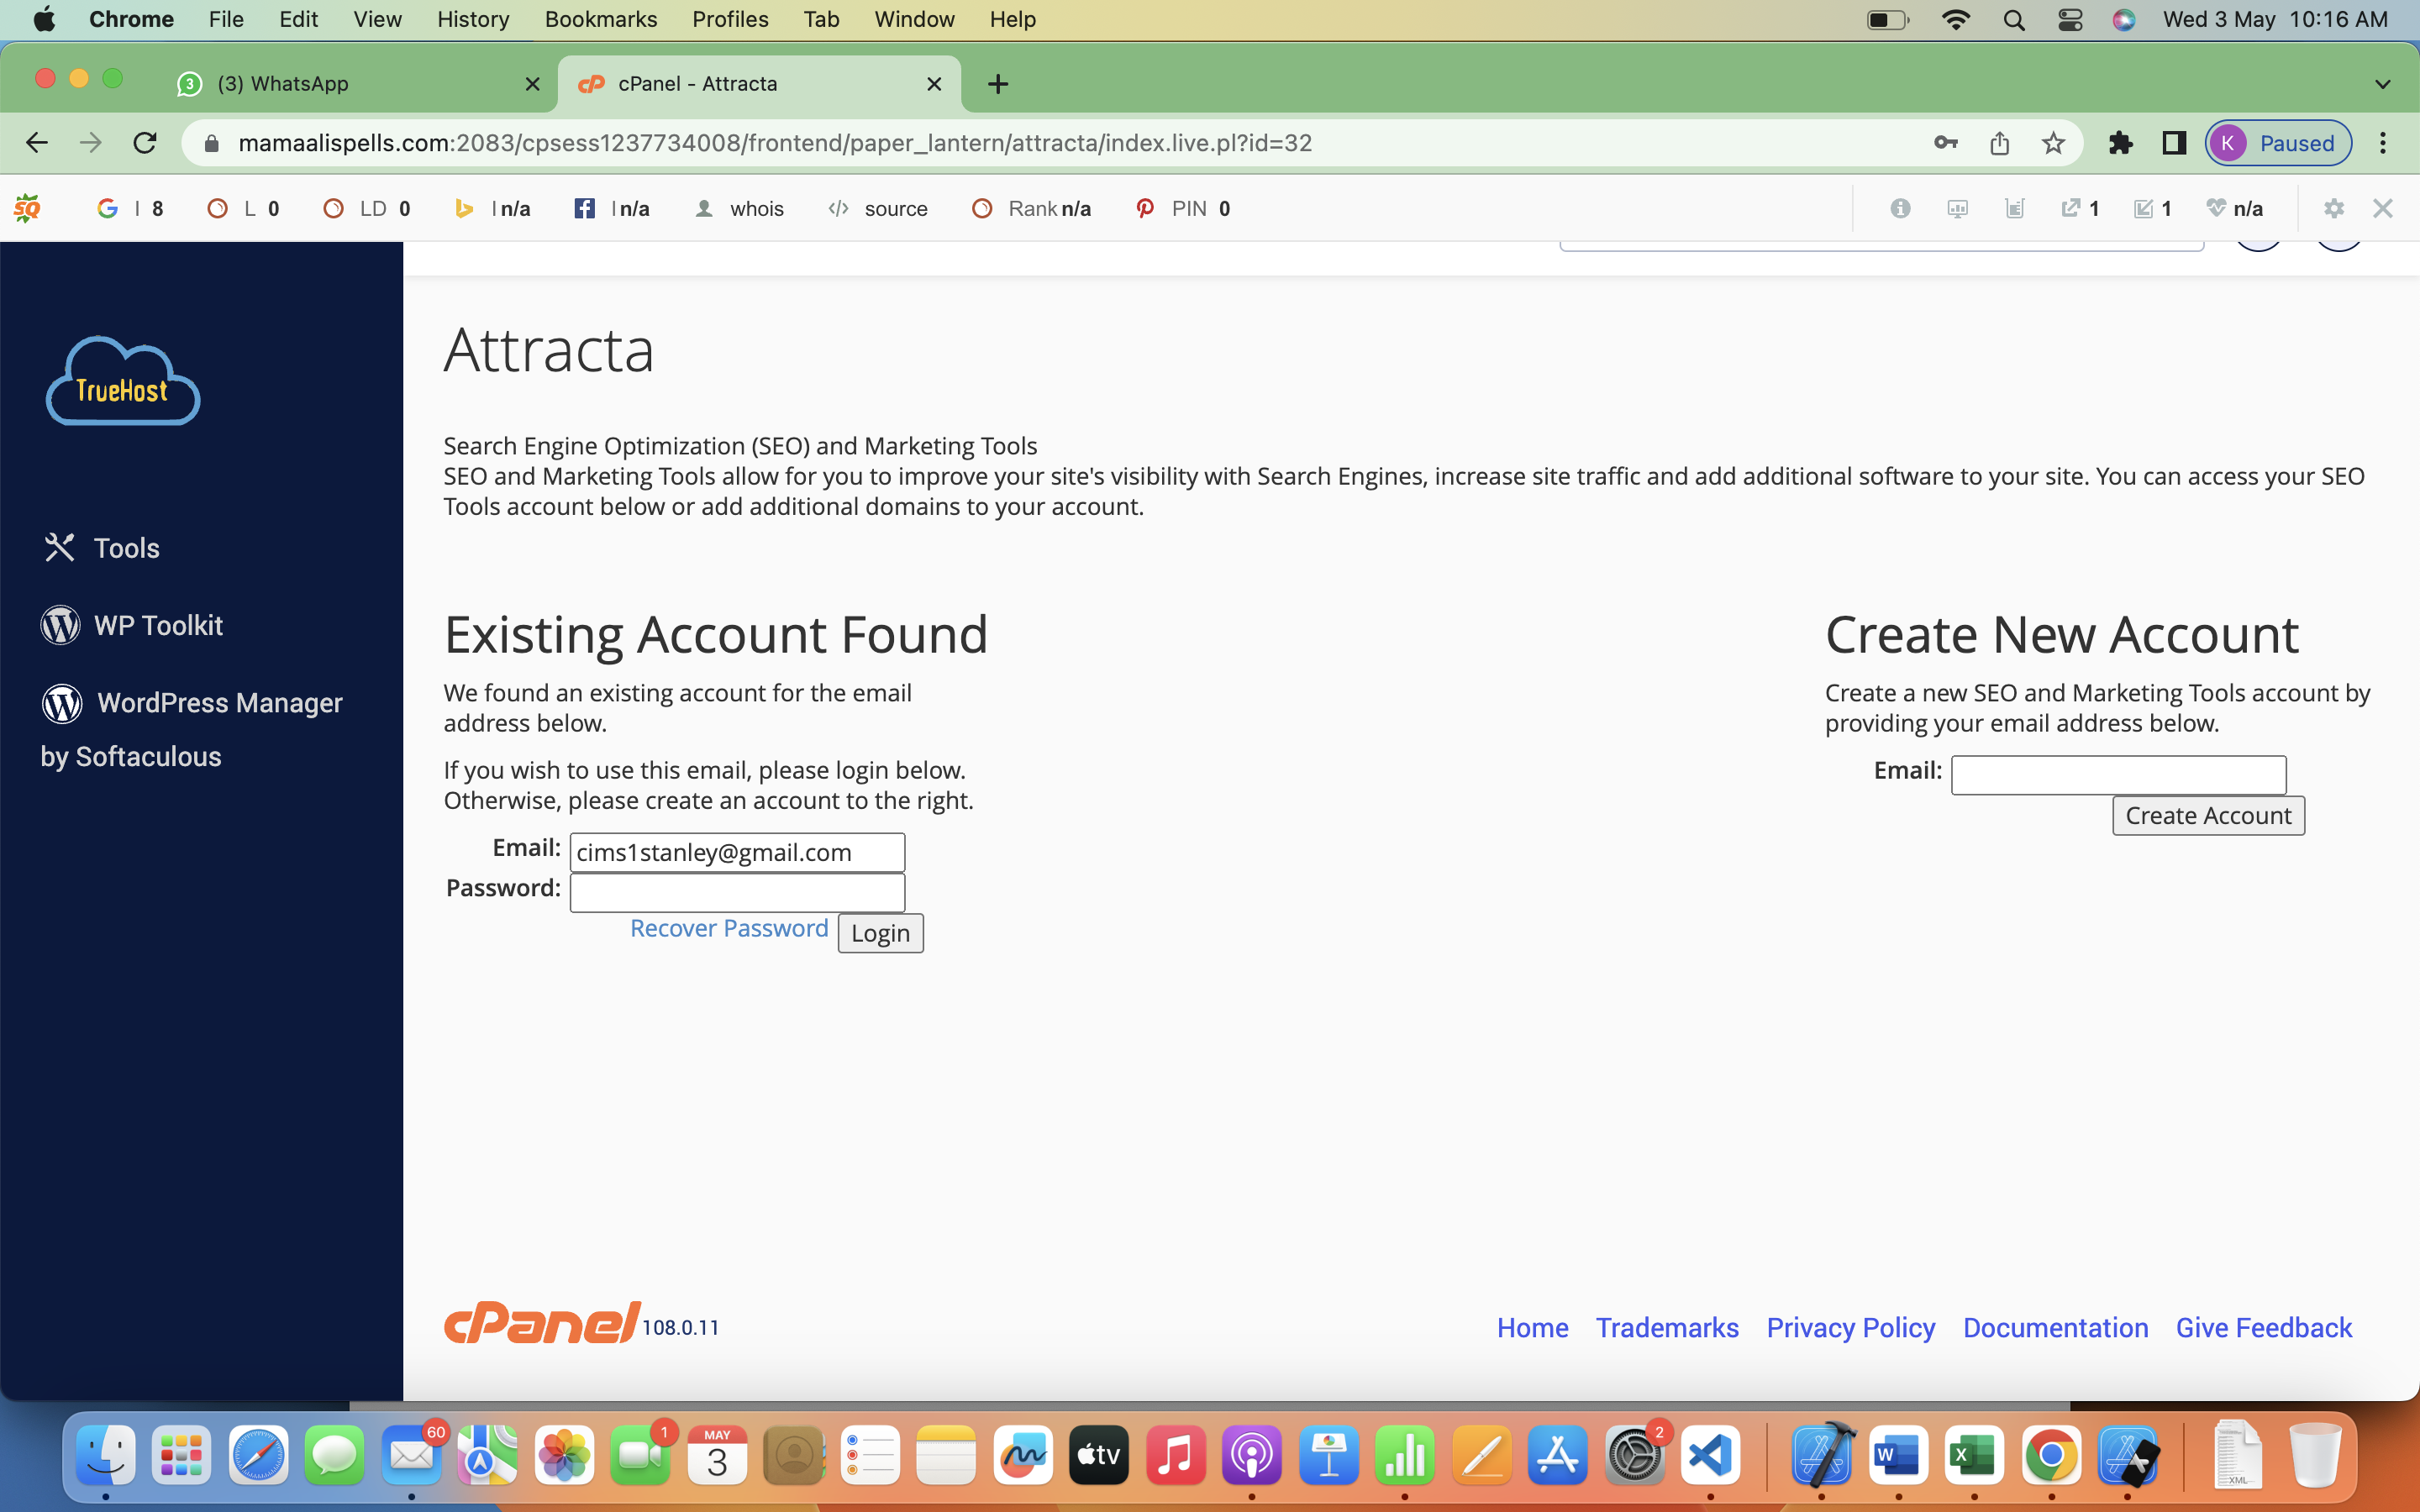 Chrome File Edit View History Bookmarks Profiles Tab Window Help Wed 3 May 10:16 AM
3 (3) WhatsApp cPanel - Attracta
mamaalispells.com:2083/cpsess1237734008/frontend/paper_lantern/attracta/index.live.pl?id=32 K Paused
SQ I 8 L 0 LD 0 I n/a I n/a whois source Rank n/a PIN 0 1 1 n/a
TrueHost
Tools
WP Toolkit
WordPress Manager
by Softaculous
Attracta
Search Engine Optimization (SEO) and Marketing Tools
SEO and Marketing Tools allow for you to improve your site's visibility with Search Engines, increase site traffic and add additional software to your site. You can access your SEO
Tools account below or add additional domains to your account.
Existing Account Found
We found an existing account for the email
address below.
If you wish to use this email, please login below.
Otherwise, please create an account to the right.
Email: cims1stanley@gmail.com
Password:
Recover Password Login
Create New Account
Create a new SEO and Marketing Tools account by
providing your email address below.
Email:
Create Account
cPanel 108.0.11
Home Trademarks Privacy Policy Documentation Give Feedback
60 1 MAY 3 tv 2 W X XML